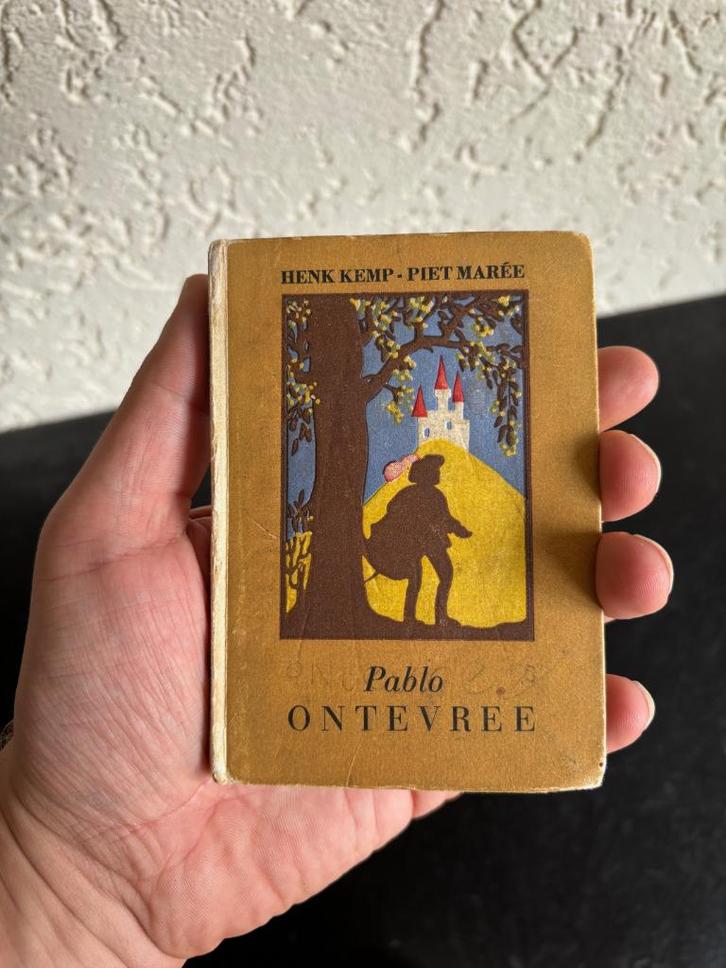 HENK KEMP - PIET MARÉE
Pablo
ONTEVREE